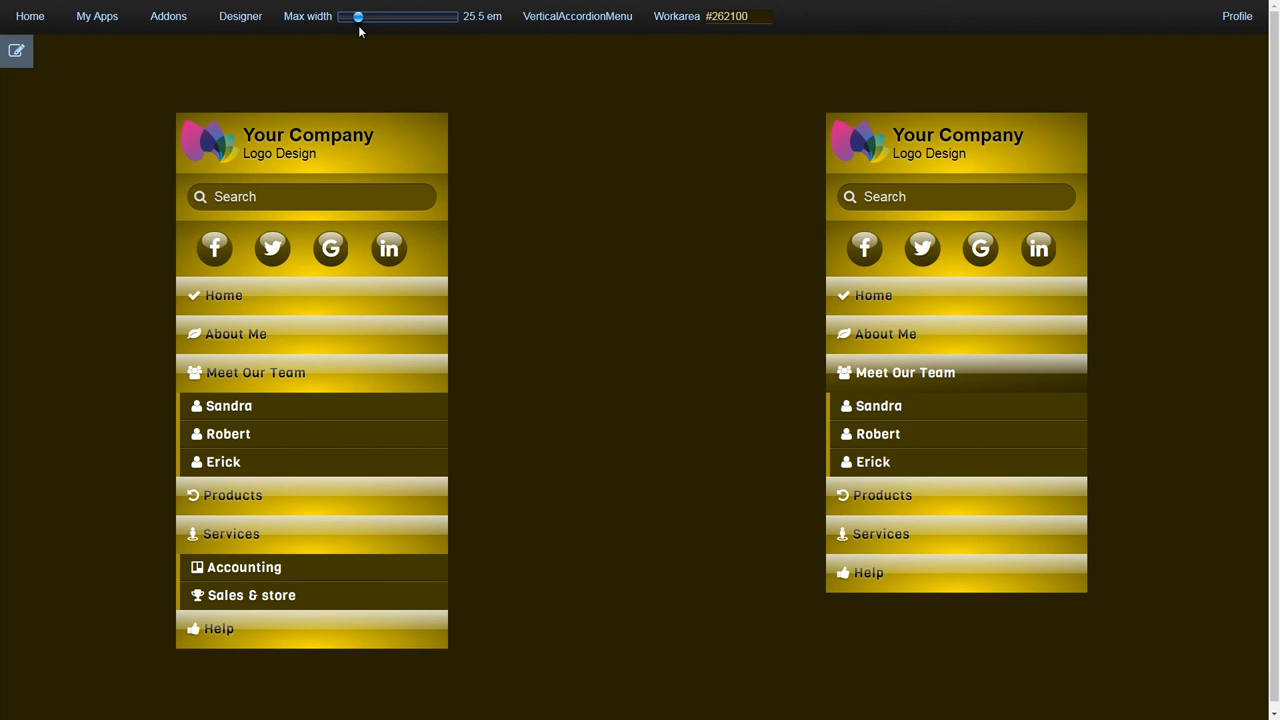 Home My Apps Addons Designer Max width 25.5 em VerticalAccordionMenu Workarea #262100 Profile
Your Company
Logo Design
Search
f G in
Home
About Me
Meet Our Team
Sandra
Robert
Erick
Products
Services
Accounting
Sales & store
Help
Your Company
Logo Design
Search
f G in
Home
About Me
Meet Our Team
Sandra
Robert
Erick
Products
Services
Help